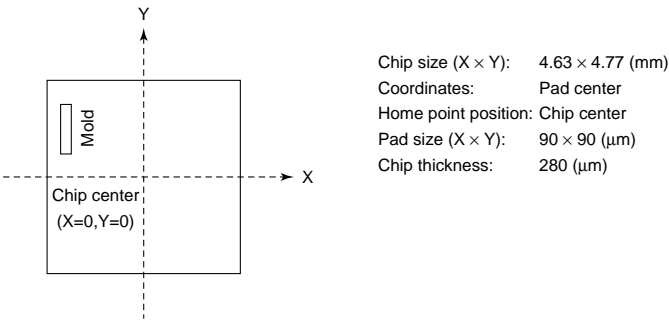 Y
Mold
X
Chip center
(X=0,Y=0)
Chip size (X × Y): 4.63 × 4.77 (mm)
Coordinates: Pad center
Home point position: Chip center
Pad size (X × Y): 90 × 90 (μm)
Chip thickness: 280 (μm)